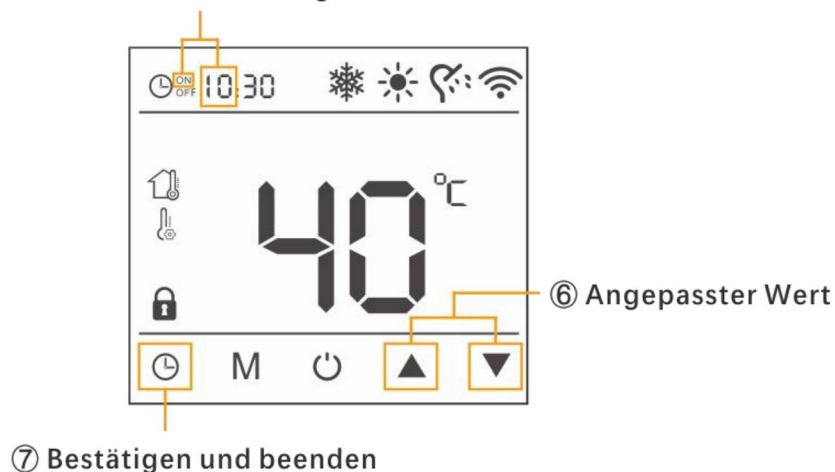 ON
OFF 10:30
°C
40
⑥ Angepasster Wert
M
⑦ Bestätigen und beenden